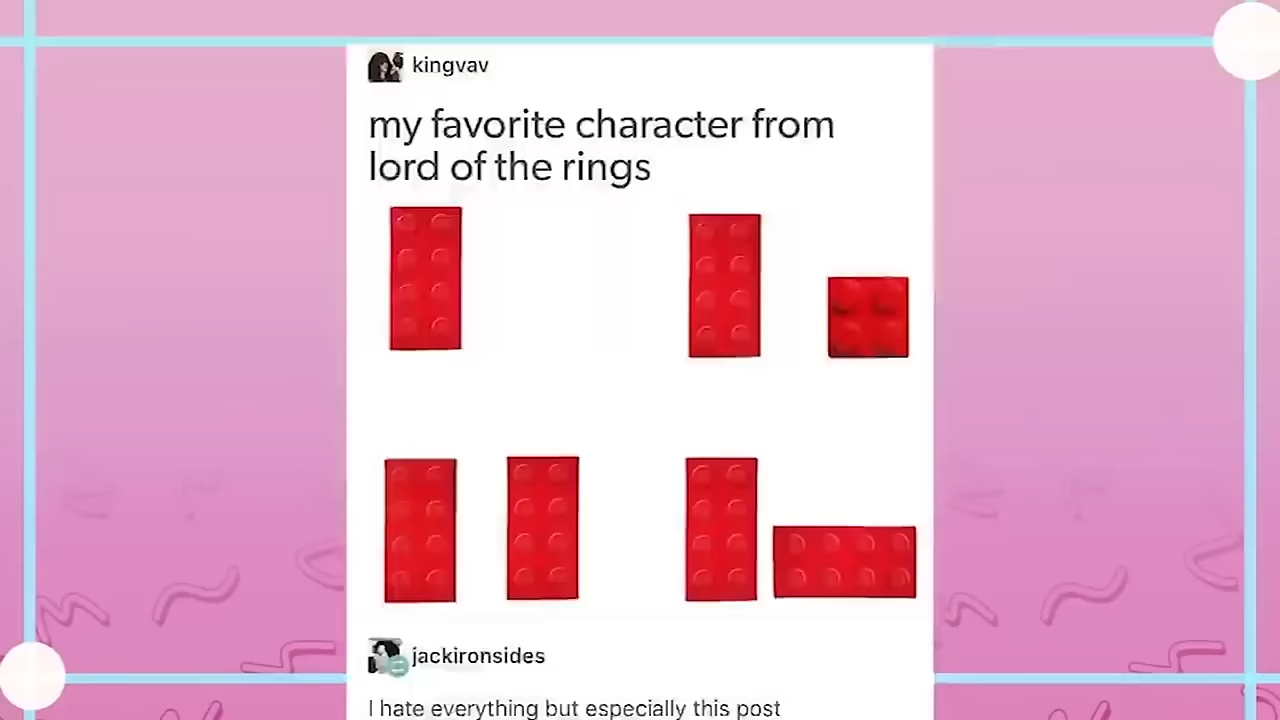 kingvav
my favorite character from
lord of the rings
jackironsides
I hate everything but especially this post